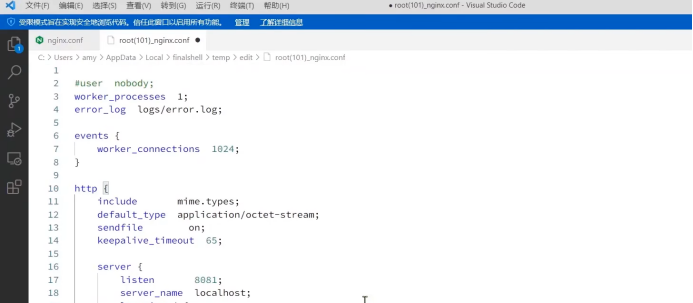 文件(F) 编辑(E) 选择(S) 查看(V) 转到(G) 运行(R) 终端(T) 帮助(H) ● root(101)_nginx.conf - Visual Studio Code
受限模式旨在实现安全地浏览代码。信任此窗口以启用所有功能。 管理 了解详细信息
nginx.conf root(101)_nginx.conf ●
C: > Users > amy > AppData > Local > finalshell > temp > edit > root(101)_nginx.conf
1
1
2 #user nobody;
3 worker_processes 1;
4 error_log logs/error.log;
5
6 events {
7 worker_connections 1024;
8 }
9
10 http {
11 include mime.types;
12 default_type application/octet-stream;
13 sendfile on;
14 keepalive_timeout 65;
15
16 server {
17 listen 8081;
18 server_name localhost;